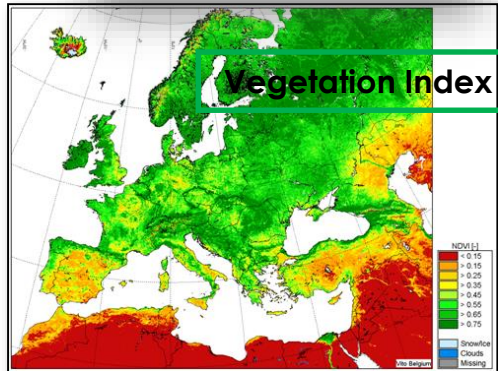 Vegetation Index
NDVI [-]
< 0.15
> 0.15
> 0.25
> 0.35
> 0.45
> 0.55
> 0.65
> 0.75
Snow/Ice
Clouds
Missing
Vito Belgium